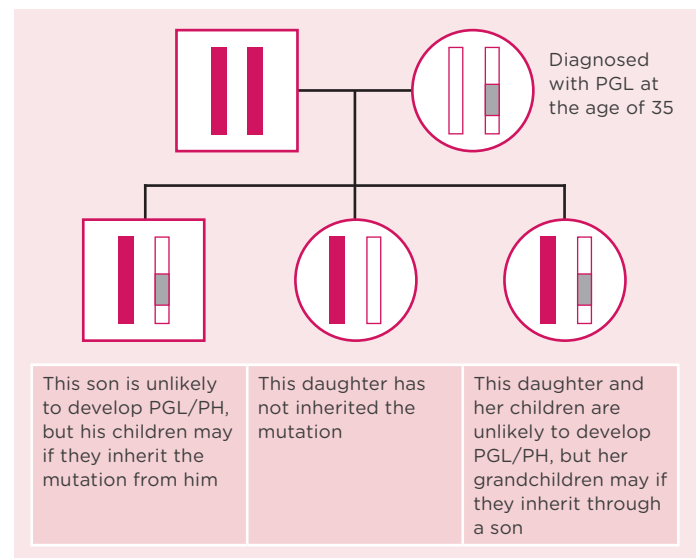 Diagnosed
with PGL at
the age of 35
This son is unlikely
to develop PGL/PH,
but his children may
if they inherit the
mutation from him
This daughter has
not inherited the
mutation
This daughter and
her children are
unlikely to develop
PGL/PH, but her
grandchildren may if
they inherit through
a son